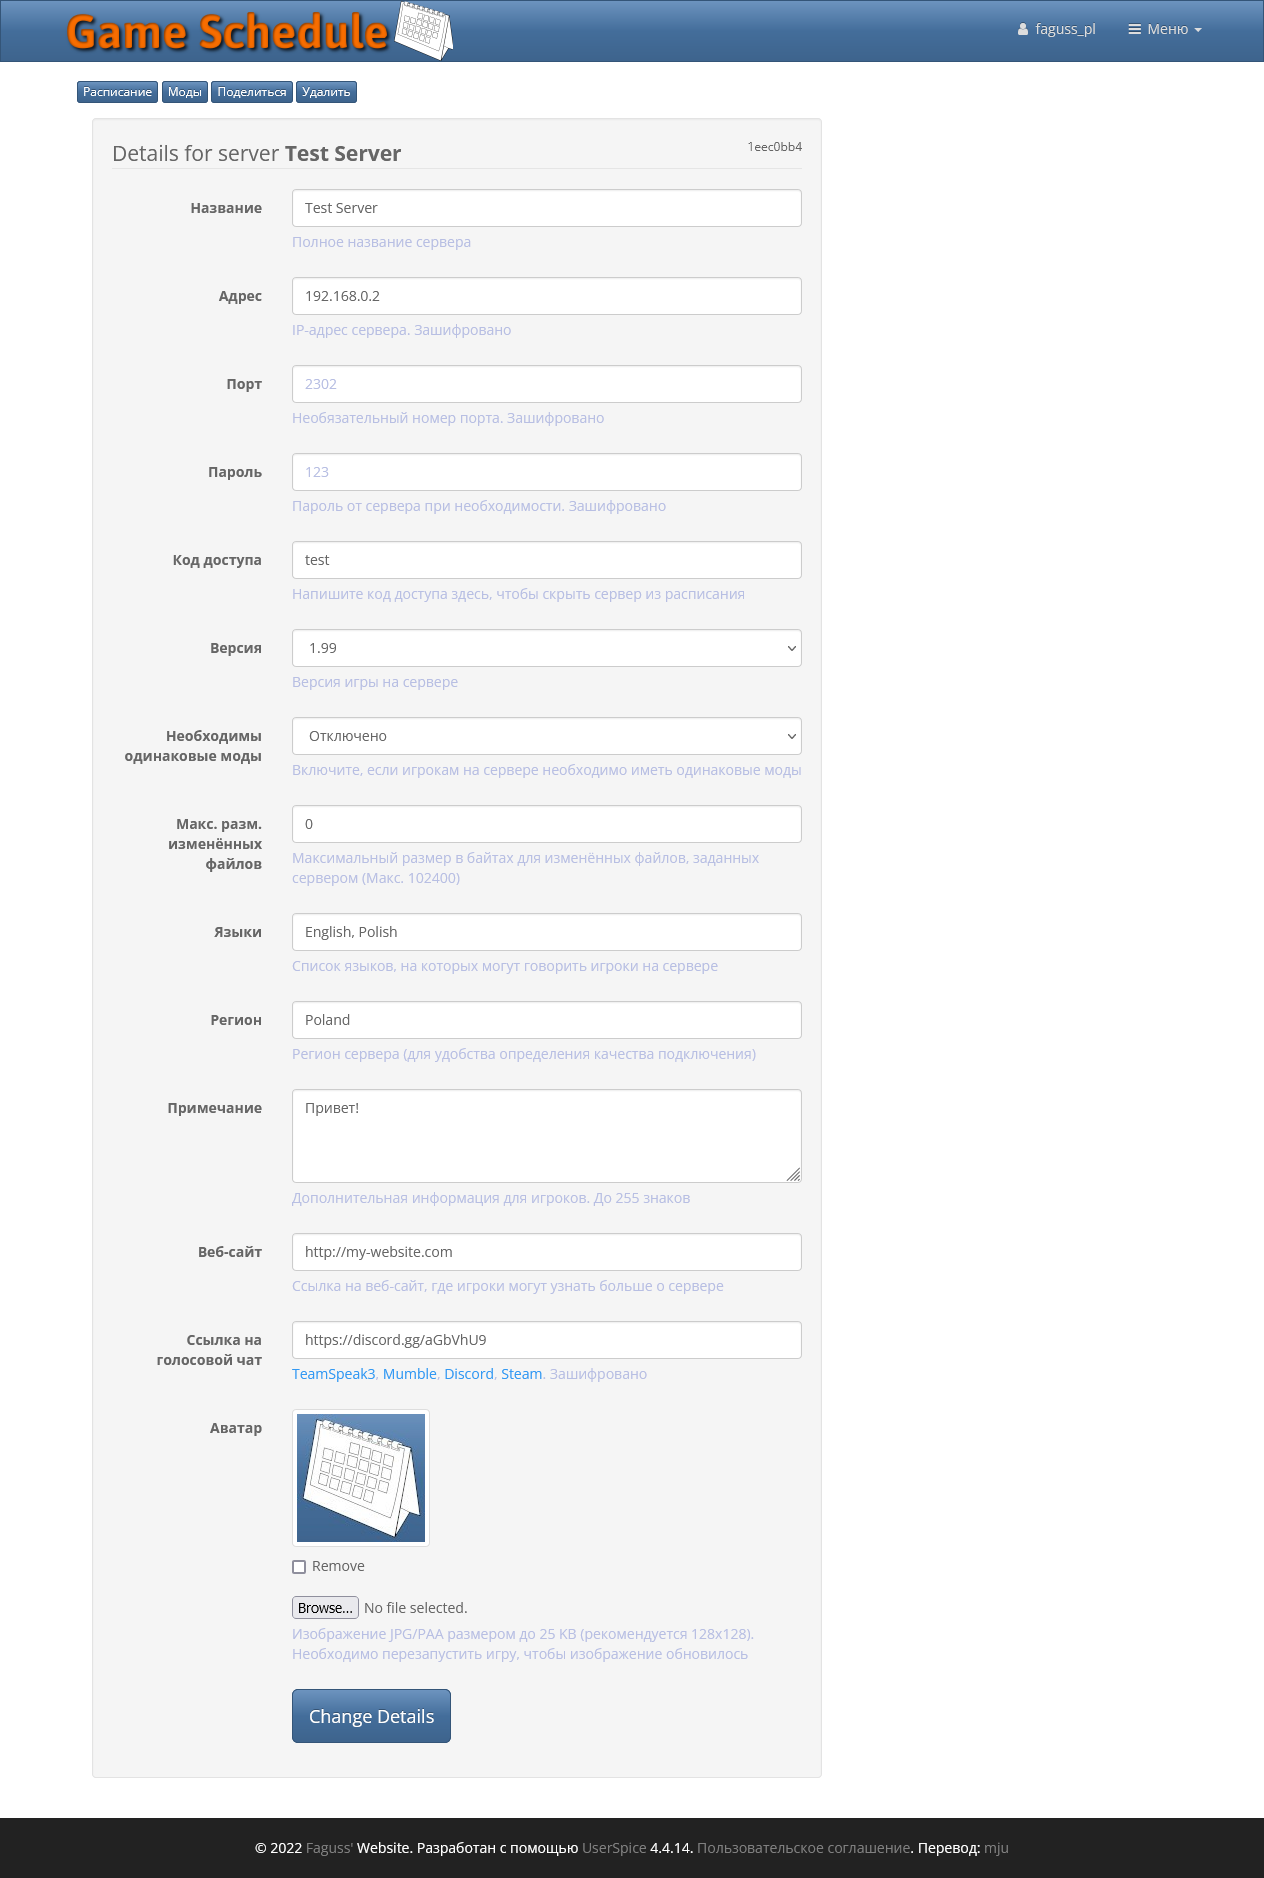 Game Schedule
faguss_pl
Меню
Расписание Моды Поделиться Удалить
Details for server Test Server
1eec0bb4
Название
Test Server
Полное название сервера
Адрес
192.168.0.2
IP-адрес сервера. Зашифровано
Порт
2302
Необязательный номер порта. Зашифровано
Пароль
123
Пароль от сервера при необходимости. Зашифровано
Код доступа
test
Напишите код доступа здесь, чтобы скрыть сервер из расписания
Версия
1.99
Версия игры на сервере
Необходимы
одинаковые моды
Отключено
Включите, если игрокам на сервере необходимо иметь одинаковые моды
Макс. разм.
изменённых
файлов
0
Максимальный размер в байтах для изменённых файлов, заданных
сервером (Макс. 102400)
Языки
English, Polish
Список языков, на которых могут говорить игроки на сервере
Регион
Poland
Регион сервера (для удобства определения качества подключения)
Примечание
Привет!
Дополнительная информация для игроков. До 255 знаков
Веб-сайт
http://my-website.com
Ссылка на веб-сайт, где игроки могут узнать больше о сервере
Ссылка на
голосовой чат
https://discord.gg/aGbVhU9
TeamSpeak3, Mumble, Discord, Steam. Зашифровано
Аватар
Remove
Browse... No file selected.
Изображение JPG/PAA размером до 25 KB (рекомендуется 128x128).
Необходимо перезапустить игру, чтобы изображение обновилось
Change Details
© 2022 Faguss' Website. Разработан с помощью UserSpice 4.4.14. Пользовательское соглашение. Перевод: mju